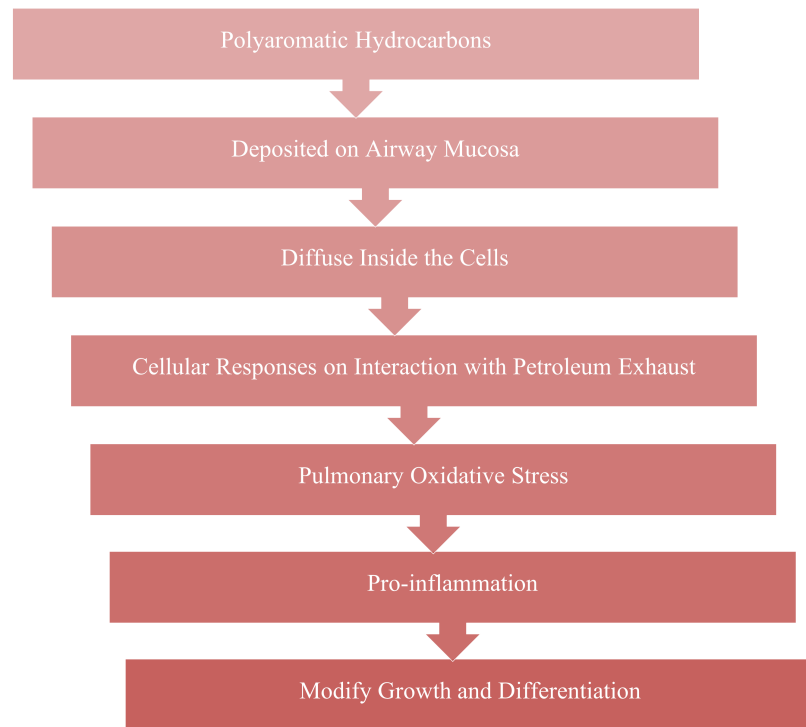 Polyaromatic Hydrocarbons
Deposited on Airway Mucosa
Diffuse Inside the Cells
Cellular Responses on Interaction with Petroleum Exhaust
Pulmonary Oxidative Stress
Pro-inflammation
Modify Growth and Differentiation